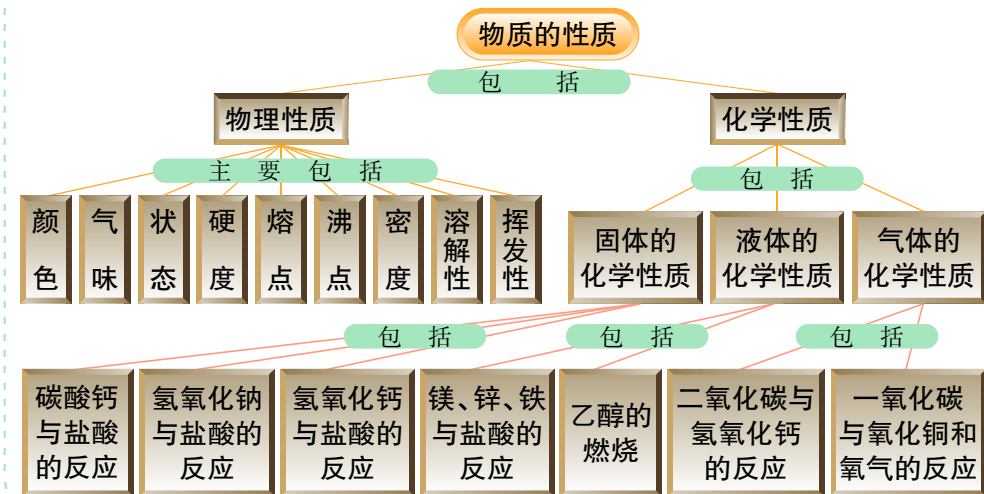 物质的性质
包 括
物理性质
化学性质
主 要 包 括
包 括
颜色
气味
状态
硬度
熔点
沸点
密度
溶解性
挥发性
固体的
化学性质
液体的
化学性质
气体的
化学性质
包 括
包 括
包 括
碳酸钙
与盐酸
的反应
氢氧化钠
与盐酸的
反应
氢氧化钙
与盐酸的
反应
镁、锌、铁
与盐酸的
反应
乙醇的
燃烧
二氧化碳与
氢氧化钙
的反应
一氧化碳
与氧化铜和
氧气的反应